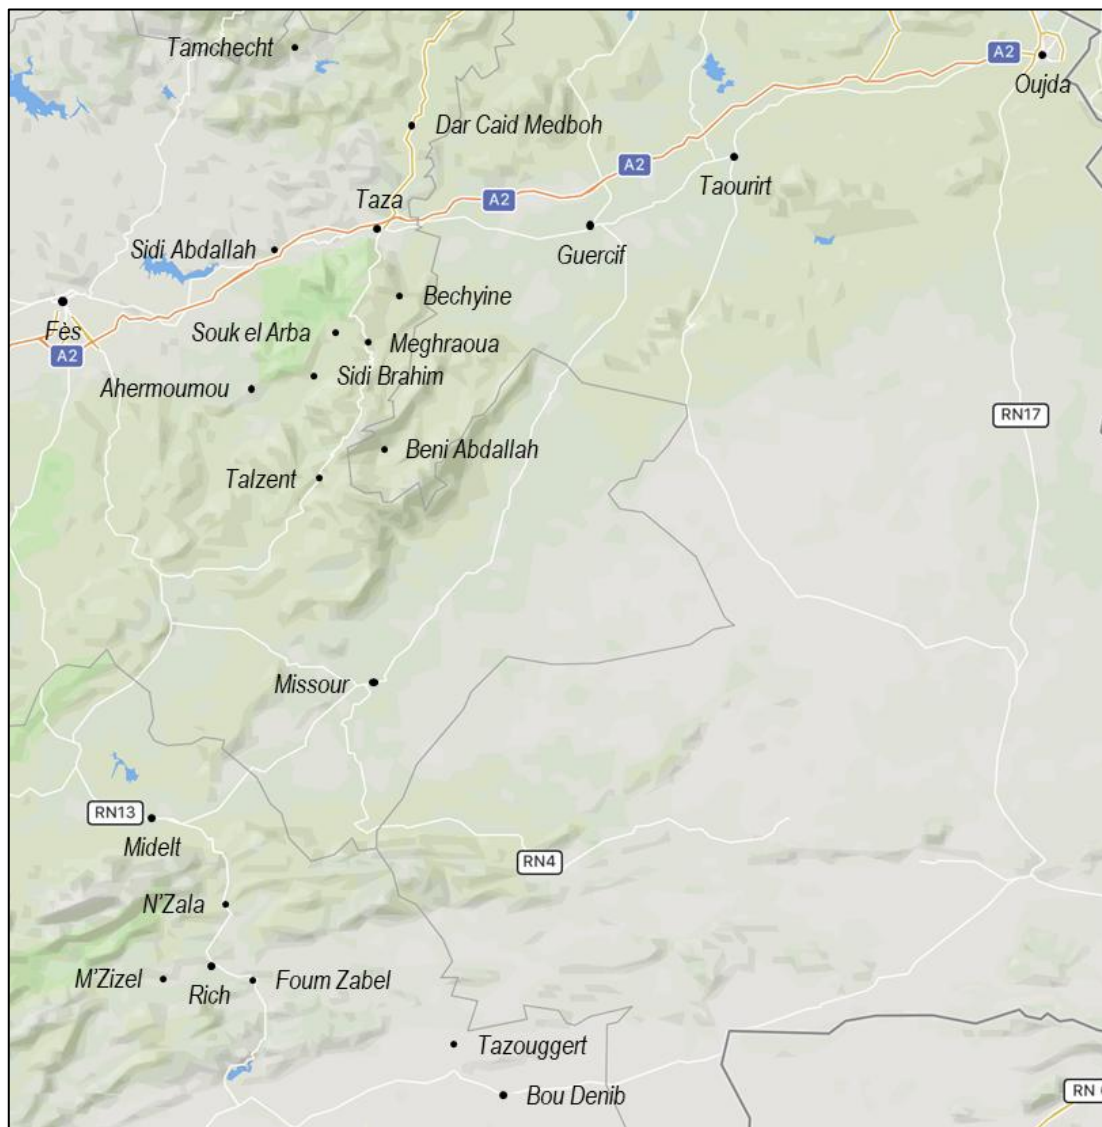 Tamchecht
A2
Oujda
Dar Caid Medboh
A2
Taourirt
Taza
A2
Guercif
Sidi Abdallah
Bechyine
Fès
Souk el Arba
Meghraoua
A2
Ahermoumou
Sidi Brahim
RN17
Beni Abdallah
Talzent
Missour
RN13
Midelt
RN4
N'Zala
M'Zizel
Rich
Foum Zabel
Tazouggert
Bou Denib
RN